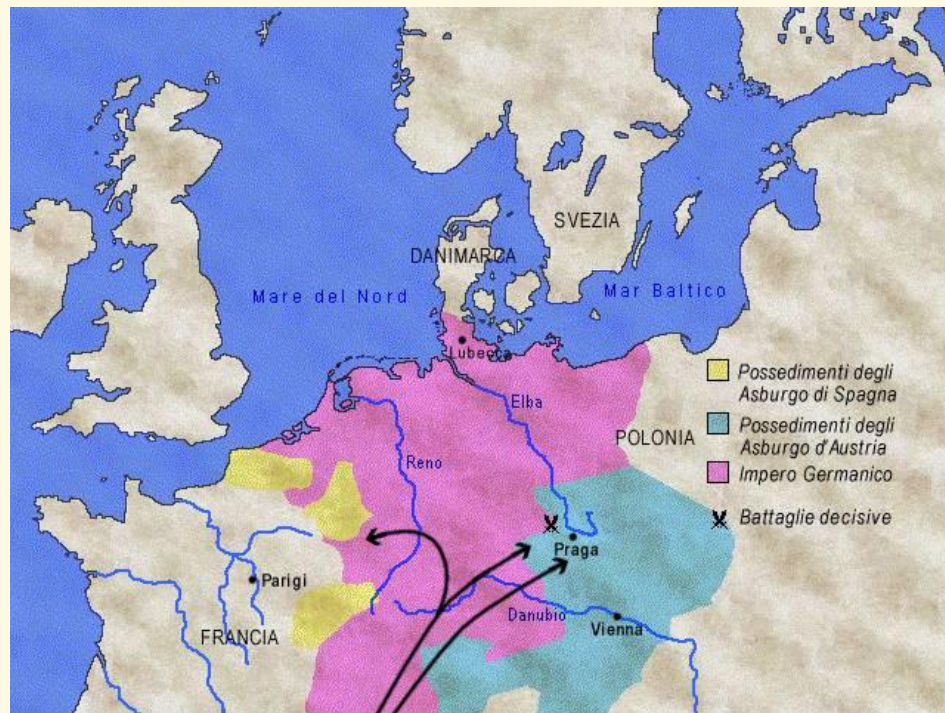 SVEZIA
DANIMARCA
Mare del Nord
Mar Baltico
Lubecca
Possedimenti degli
Asburgo di Spagna
Elba
Possedimenti degli
Asburgo d'Austria
POLONIA
Reno
Impero Germanico
Battaglie decisive
Praga
Parigi
Danubio
Vienna
FRANCIA